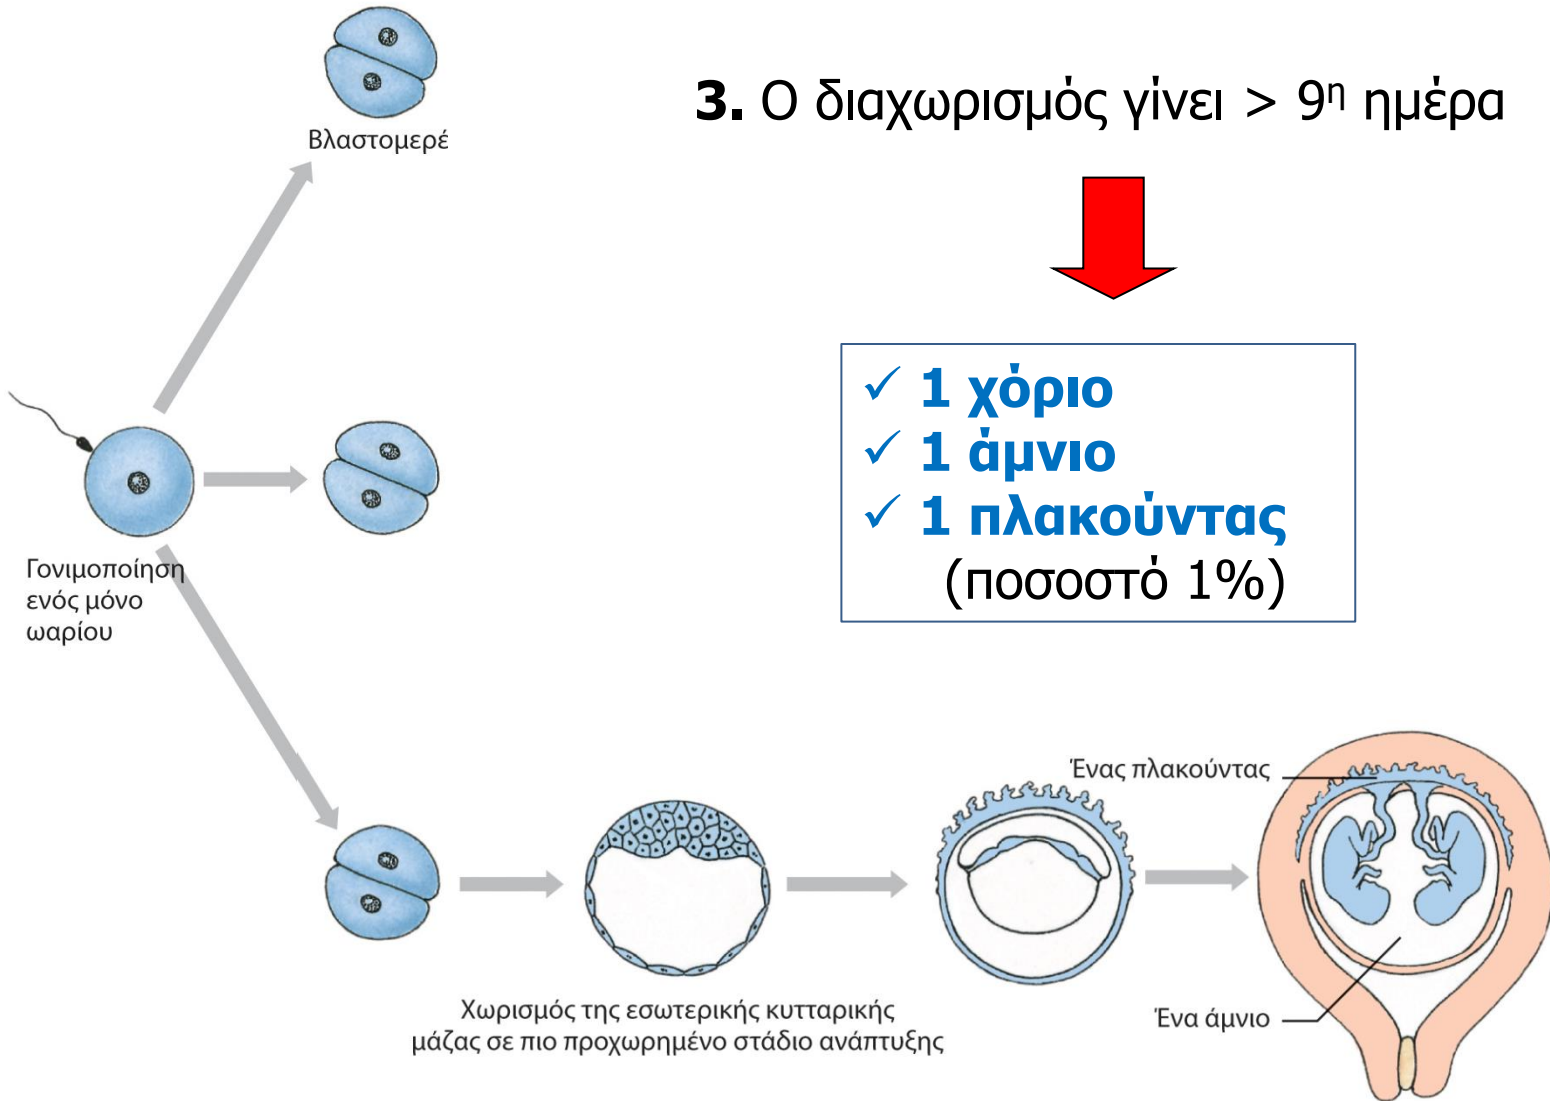 Βλαστομερέ
3. Ο διαχωρισμός γίνει > 9η ημέρα
✓ 1 χόριο
✓ 1 άμνιο
✓ 1 πλακούντας
(ποσοστό 1%)
Γονιμοποίηση
ενός μόνο
ωαρίου
Ένας πλακούντας
Χωρισμός της εσωτερικής κυτταρικής
μάζας σε πιο προχωρημένο στάδιο ανάπτυξης
Ένα άμνιο